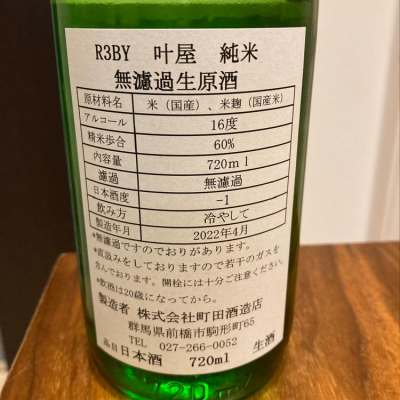 R3BY 叶屋 純米
無濾過生原酒
原材料名 米（国産）、米麹（国産米）
アルコール 16度
精米歩合 60%
内容量 720ml
濾過 無濾過
日本酒度 -1
飲み方 冷やして
製造年月 2022年4月
*無濾過ですのでおりがあります。
*直汲みをしておりますので若干のガスを
含んでおります。開栓には十分ご注意ください。
*飲酒は20歳になってから。
製造者 株式会社町田酒造店
群馬県前橋市駒形町65
TEL 027-266-0052
品目 日本酒 720ml 生酒